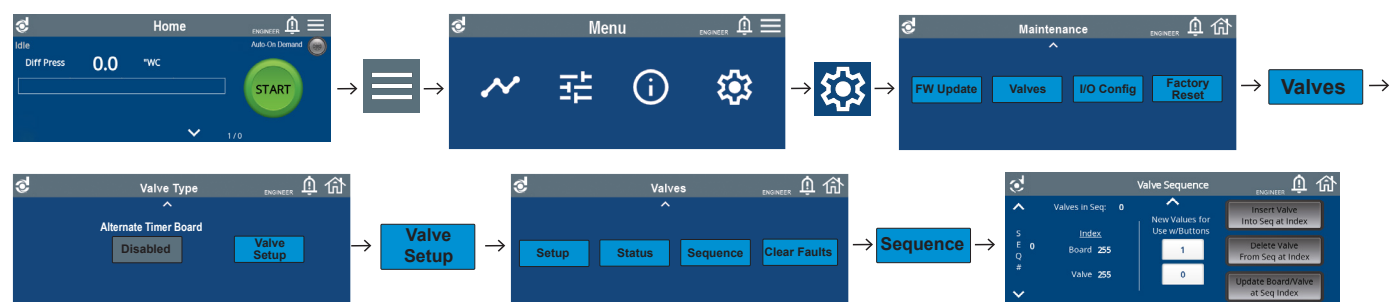 Home
ENGINEER
Idle
Auto-On Demand
Diff Press 0.0 "WC
START
1 / 0
Menu
ENGINEER
Maintenance
ENGINEER
FW Update
Valves
I/O Config
Factory
Reset
Valves
Valve Type
ENGINEER
Alternate Timer Board
Disabled
Valve
Setup
Valve
Setup
Valves
ENGINEER
Setup
Status
Sequence
Clear Faults
Sequence
Valve Sequence
ENGINEER
Valves in Seq: 0
S
E
Q
#
0
Index
Board 255
Valve 255
New Values for
Use w/Buttons
1
0
Insert Valve
Into Seq at Index
Delete Valve
From Seq at Index
Update Board/Valve
at Seq Index